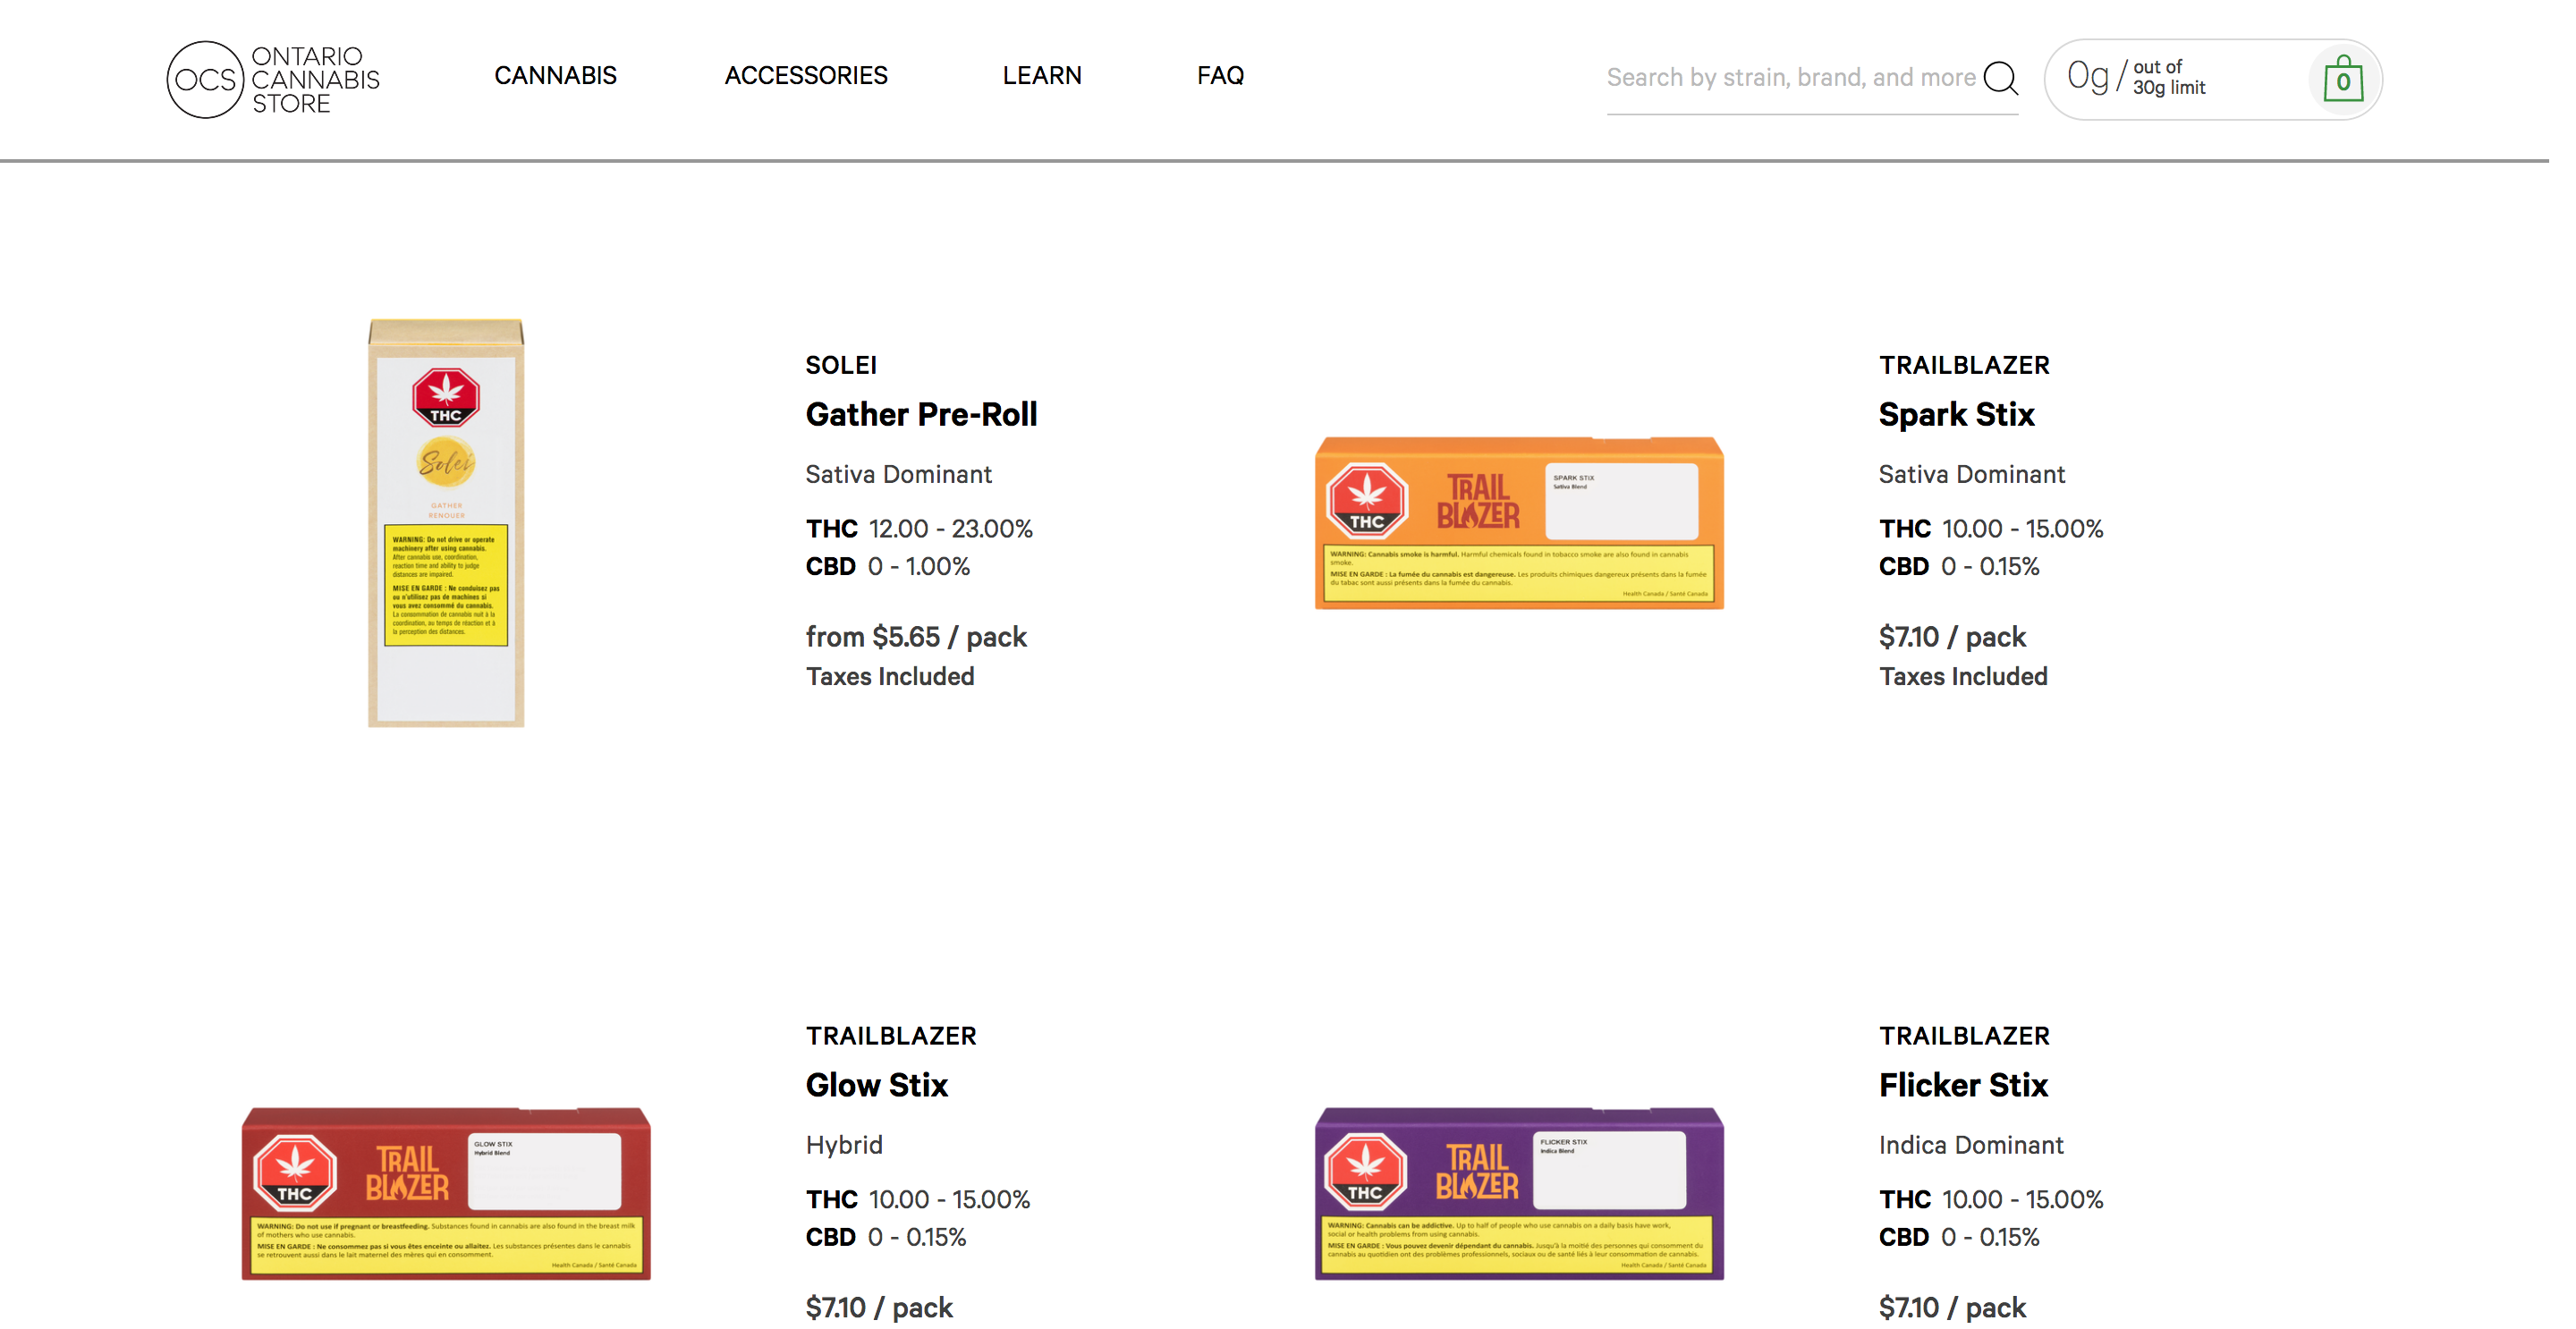 OCS
ONTARIO
CANNABIS
STORE
CANNABIS
ACCESSORIES
LEARN
FAQ
Search by strain, brand, and more
0g / out of
30g limit
0
THC
Solei
GATHER
RENOUER
WARNING: Do not drive or operate
machinery after using cannabis.
After cannabis use, coordination,
reaction time and ability to judge
distances are impaired.
MISE EN GARDE : Ne conduisez pas
ou n'utilisez pas de machines si
vous avez consommé du cannabis.
La consommation de cannabis nuit à la
coordination, au temps de réaction et à
la perception des distances.
SOLEI
Gather Pre-Roll
Sativa Dominant
THC 12.00 - 23.00%
CBD 0 - 1.00%
from $5.65 / pack
Taxes Included
THC
TRAIL
BLAZER
SPARK STIX
Sativa Blend
WARNING: Cannabis smoke is harmful. Harmful chemicals found in tobacco smoke are also found in cannabis
smoke.
MISE EN GARDE : La fumée du cannabis est dangereuse. Les produits chimiques dangereux présents dans la fumée
du tabac sont aussi présents dans la fumée du cannabis.
Health Canada / Santé Canada
TRAILBLAZER
Spark Stix
Sativa Dominant
THC 10.00 - 15.00%
CBD 0 - 0.15%
$7.10 / pack
Taxes Included
THC
TRAIL
BLAZER
GLOW STIX
Hybrid Blend
WARNING: Do not use if pregnant or breastfeeding. Substances found in cannabis are also found in the breast milk
of mothers who use cannabis.
MISE EN GARDE : Ne consommez pas si vous êtes enceinte ou allaitez. Les substances présentes dans le cannabis
se retrouvent aussi dans le lait maternel des mères qui en consomment.
Health Canada / Santé Canada
TRAILBLAZER
Glow Stix
Hybrid
THC 10.00 - 15.00%
CBD 0 - 0.15%
$7.10 / pack
THC
TRAIL
BLAZER
FLICKER STIX
Indica Blend
WARNING: Cannabis can be addictive. Up to half of people who use cannabis on a daily basis have work,
social or health problems from using cannabis.
MISE EN GARDE : Vous pouvez devenir dépendant du cannabis. Jusqu'à la moitié des personnes qui consomment du
cannabis au quotidien ont des problèmes professionnels, sociaux ou de santé liés à leur consommation de cannabis.
Health Canada / Santé Canada
TRAILBLAZER
Flicker Stix
Indica Dominant
THC 10.00 - 15.00%
CBD 0 - 0.15%
$7.10 / pack